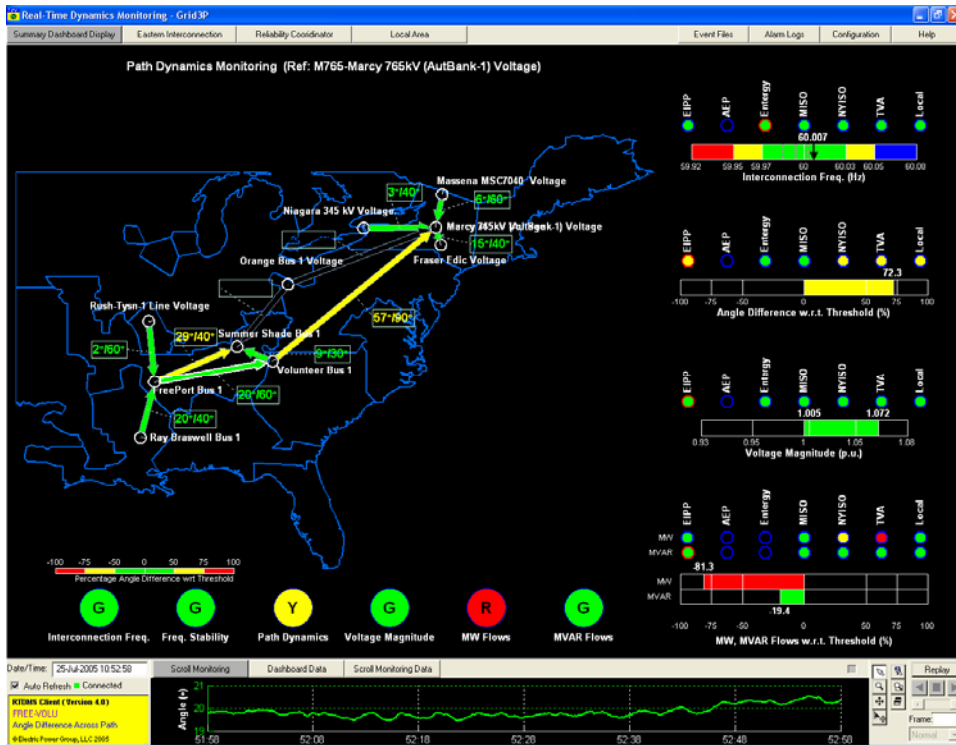 Real-Time Dynamics Monitoring - Grid3P
Summary Dashboard Display Eastern Interconnection Reliability Cooridinator Local Area Event Files Alarm Logs Configuration Help
Path Dynamics Monitoring (Ref: M765-Marcy 765kV (AutBank-1) Voltage)
EIPP AEP Entergy MISO NYISO TVA Local
60.007
59.92 59.95 59.97 60 60.03 60.05 60.08
Interconnection Freq. (Hz)
Massena MSC7040 Voltage
3°/40° 6°/60°
Niagara 345 kV Voltage
Marcy 765kV (AutBank-1) Voltage
15°/40°
Fraser Edic Voltage
Orange Bus 1 Voltage
EIPP AEP Entergy MISO NYISO TVA Local
72.3
-100 -75 -50 0 50 75 100
Angle Difference w.r.t. Threshold (%)
Rush-Tysn-1 Line Voltage
57°/90°
29°/40°
Summer Shade Bus 1
2°/60°
9°/30°
Volunteer Bus 1
FreePort Bus 1
20°/60°
20°/40°
Ray Braswell Bus 1
EIPP AEP Entergy MISO NYISO TVA Local
1.005 1.072
0.93 0.95 1 1.05 1.08
Voltage Magnitude (p.u.)
EIPP AEP Entergy MISO NYISO TVA Local
MW
MVAR
-81.3
MW
MVAR
-19.4
-100 -75 -50 0 50 75 100
MW, MVAR Flows w.r.t. Threshold (%)
-100 -75 -50 0 50 75 100
Percentage Angle Difference wrt Threshold
G G Y G R G
Interconnection Freq. Freq. Stability Path Dynamics Voltage Magnitude MW Flows MVAR Flows
Date/Time: 25-Jul-2005 10:52:58 Scroll Monitoring Dashboard Data Scroll Monitoring Data Replay
Auto Refresh Connected
RTDMS Client (Version 4.0)
FREE-VOLU
Angle Difference Across Path
©Electric Power Group, LLC 2005
Angle (°)
21
20
19
51:58 52:08 52:18 52:28 52:38 52:48 52:58
Frame:
Normal